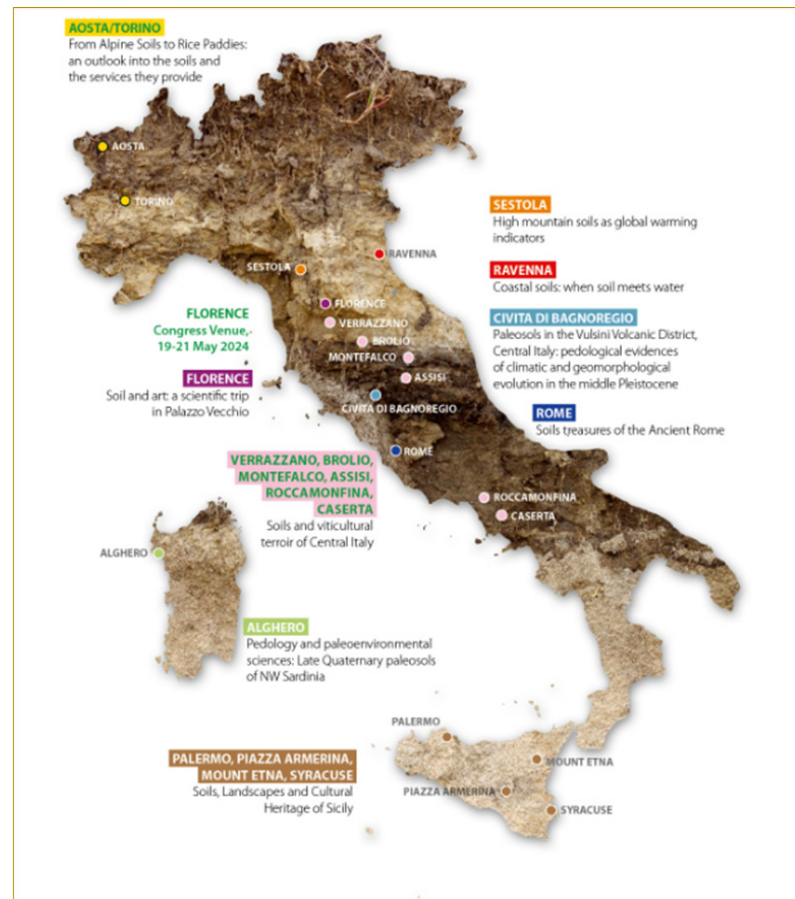 AOSTA/TORINO
From Alpine Soils to Rice Paddies:
an outlook into the soils and
the services they provide
AOSTA
TORINO
SESTOLA
High mountain soils as global warming
indicators
RAVENNA
SESTOLA
RAVENNA
Coastal soils: when soil meets water
FLORENCE
FLORENCE
Congress Venue,
19-21 May 2024
VERRAZZANO
BROLIO
MONTEFALCO
ASSISI
CIVITA DI BAGNOREGIO
CIVITA DI BAGNOREGIO
Paleosols in the Vulsini Volcanic District,
Central Italy: pedological evidences
of climatic and geomorphological
evolution in the middle Pleistocene
FLORENCE
Soil and art: a scientific trip
in Palazzo Vecchio
ROME
Soils treasures of the Ancient Rome
ROME
VERRAZZANO, BROLIO,
MONTEFALCO, ASSISI,
ROCCAMONFINA,
CASERTA
Soils and viticultural
terroir of Central Italy
ROCCAMONFINA
CASERTA
ALGHERO
ALGHERO
Pedology and paleoenvironmental
sciences: Late Quaternary paleosols
of NW Sardinia
PALERMO
PALERMO, PIAZZA ARMERINA,
MOUNT ETNA, SYRACUSE
Soils, Landscapes and Cultural
Heritage of Sicily
MOUNT ETNA
PIAZZA ARMERINA
SYRACUSE